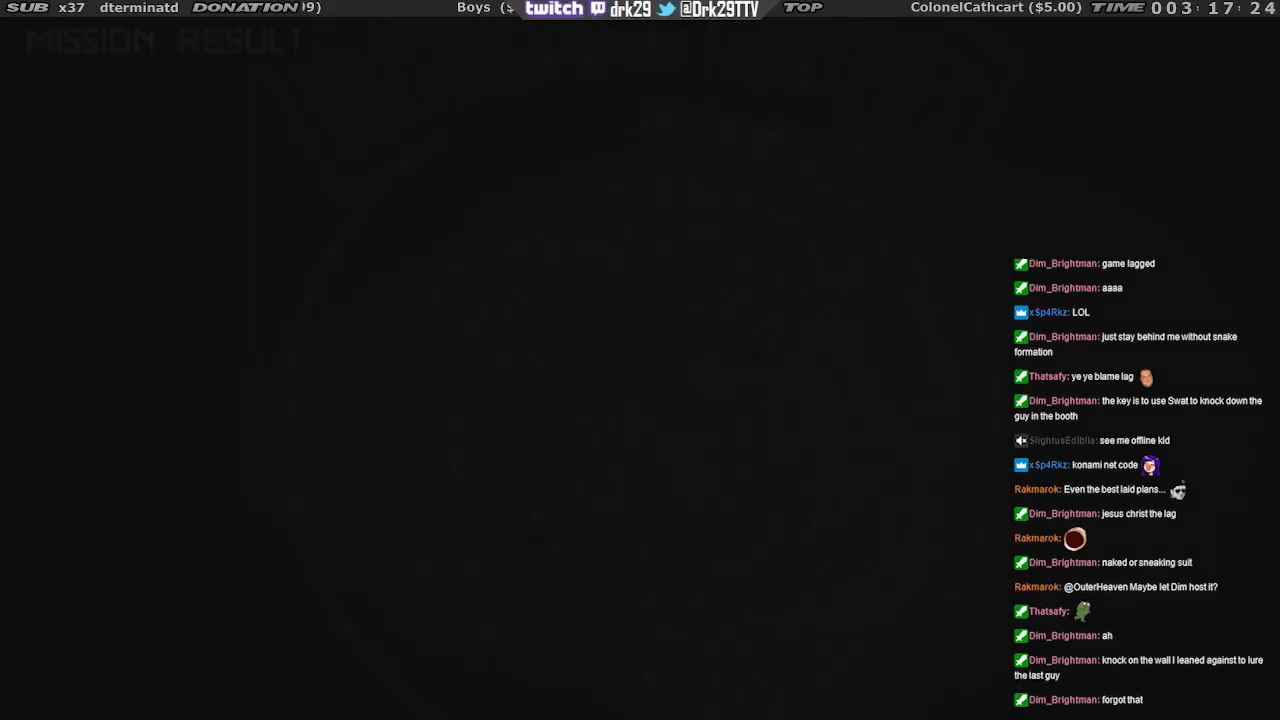 SUB x37 dterminatd DONATION 9) Boys ( twitch drk29 @Drk29TTV TOP ColonelCathcart ($5.00) TIME 003:17:24
MISSION RESULT
Dim_Brightman: game lagged
Dim_Brightman: aaaa
xSp4Rkz: LOL
Dim_Brightman: just stay behind me without snake
formation
Thatsafy: ye ye blame lag
Dim_Brightman: the key is to use Swat to knock down the
guy in the booth
SlightusEdiblia: see me offline kid
xSp4Rkz: konami net code
Rakmarok: Even the best laid plans...
Dim_Brightman: jesus christ the lag
Rakmarok:
Dim_Brightman: naked or sneaking suit
Rakmarok: @OuterHeaven Maybe let Dim host it?
Thatsafy:
Dim_Brightman: ah
Dim_Brightman: knock on the wall I leaned against to lure
the last guy
Dim_Brightman: forgot that